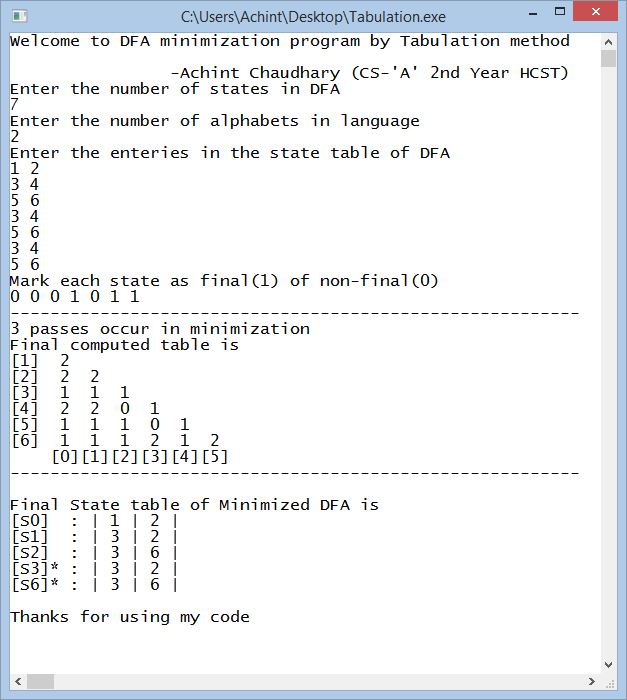 C:\Users\Achint\Desktop\Tabulation.exe
Welcome to DFA minimization program by Tabulation method
-Achint Chaudhary (CS-'A' 2nd Year HCST)
Enter the number of states in DFA
7
Enter the number of alphabets in language
2
Enter the enteries in the state table of DFA
1 2
3 4
5 6
3 4
5 6
3 4
5 6
Mark each state as final(1) of non-final(0)
0 0 0 1 0 1 1
---------------------------------------------------------
3 passes occur in minimization
Final computed table is
[1]  2
[2]  2  2
[3]  1  1  1
[4]  2  2  0  1
[5]  1  1  1  0  1
[6]  1  1  1  2  1  2
[0][1][2][3][4][5]
---------------------------------------------------------
Final State table of Minimized DFA is
[S0]  : | 1 | 2 |
[S1]  : | 3 | 2 |
[S2]  : | 3 | 6 |
[S3]* : | 3 | 2 |
[S6]* : | 3 | 6 |
Thanks for using my code